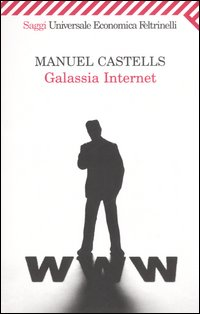 Saggi Universale Economica Feltrinelli
MANUEL CASTELLS
Galassia Internet
WWW